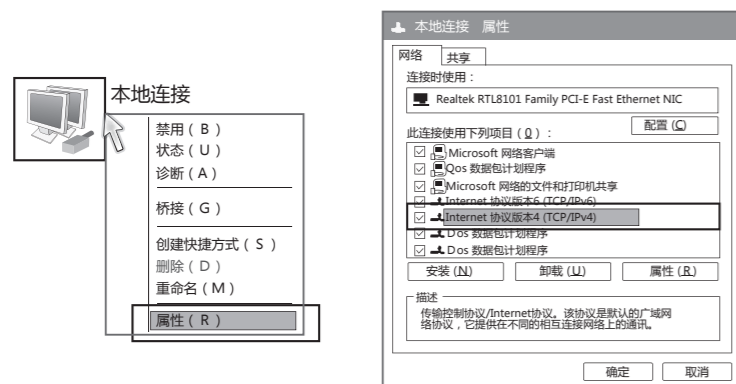 本地连接
禁用 ( B )
状态 ( U )
诊断 ( A )
桥接 ( G )
创建快捷方式 ( S )
删除 ( D )
重命名 ( M )
属性 ( R )
本地连接 属性
网络 共享
连接时使用 :
Realtek RTL8101 Family PCI-E Fast Ethernet NIC
配置 (C)
此连接使用下列项目 ( Q ) :
Microsoft 网络客户端
Qos 数据包计划程序
Microsoft 网络的文件和打印机共享
Internet 协议版本6 (TCP/IPv6)
Internet 协议版本4 (TCP/IPv4)
Dos 数据包计划程序
Dos 数据包计划程序
安装 (N) 卸载 (U) 属性 (R)
描述
传输控制协议/Internet协议。该协议是默认的广域网
络协议，它提供在不同的相互连接网络上的通讯。
确定 取消